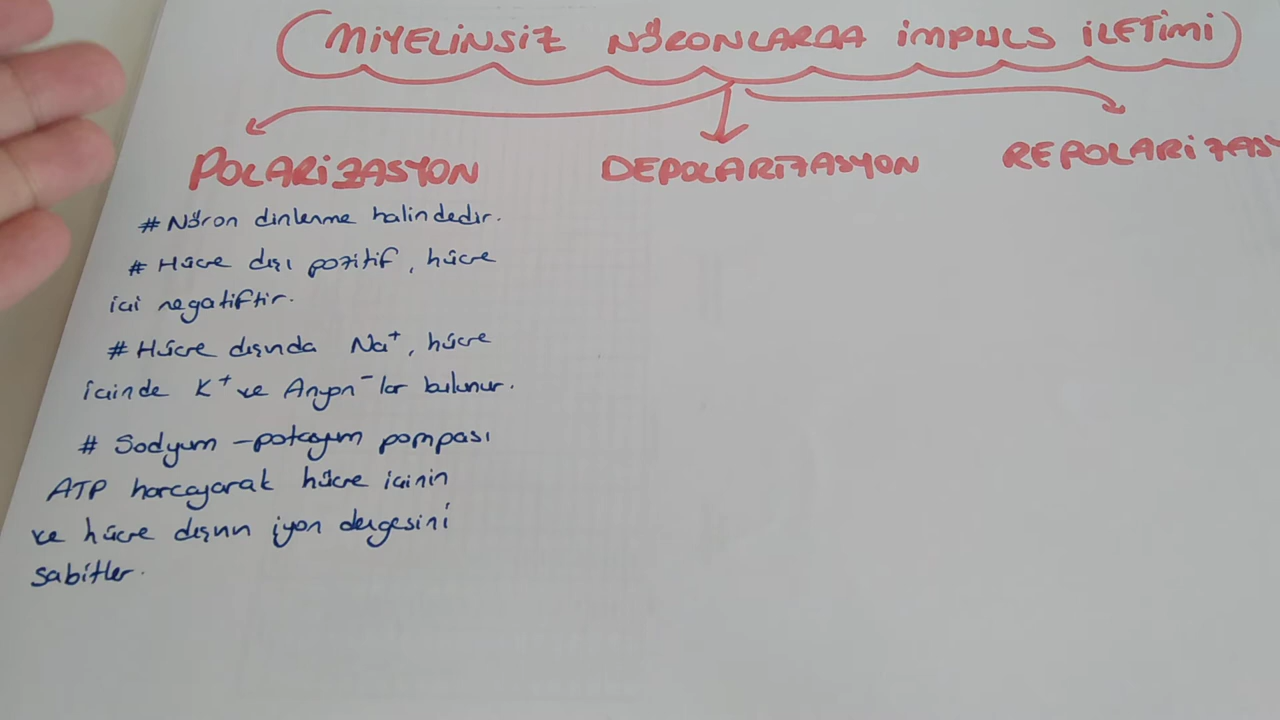 (MİYELİNSİZ NÖRONLARDA İMPULS İLETİMİ)
POLARİZASYON
DEPOLARİZASYON
REPOLARİZASY
# Nöron dinlenme halindedir.
# Hücre dışı pozitif, hücre
içi negatiftir.
# Hücre dışında Na⁺, hücre
içinde K⁺ ve Anyon⁻lar bulunur.
# Sodyum -potasyum pompası
ATP harcayarak hücre içinin
ve hücre dışının iyon dengesini
sabitler.